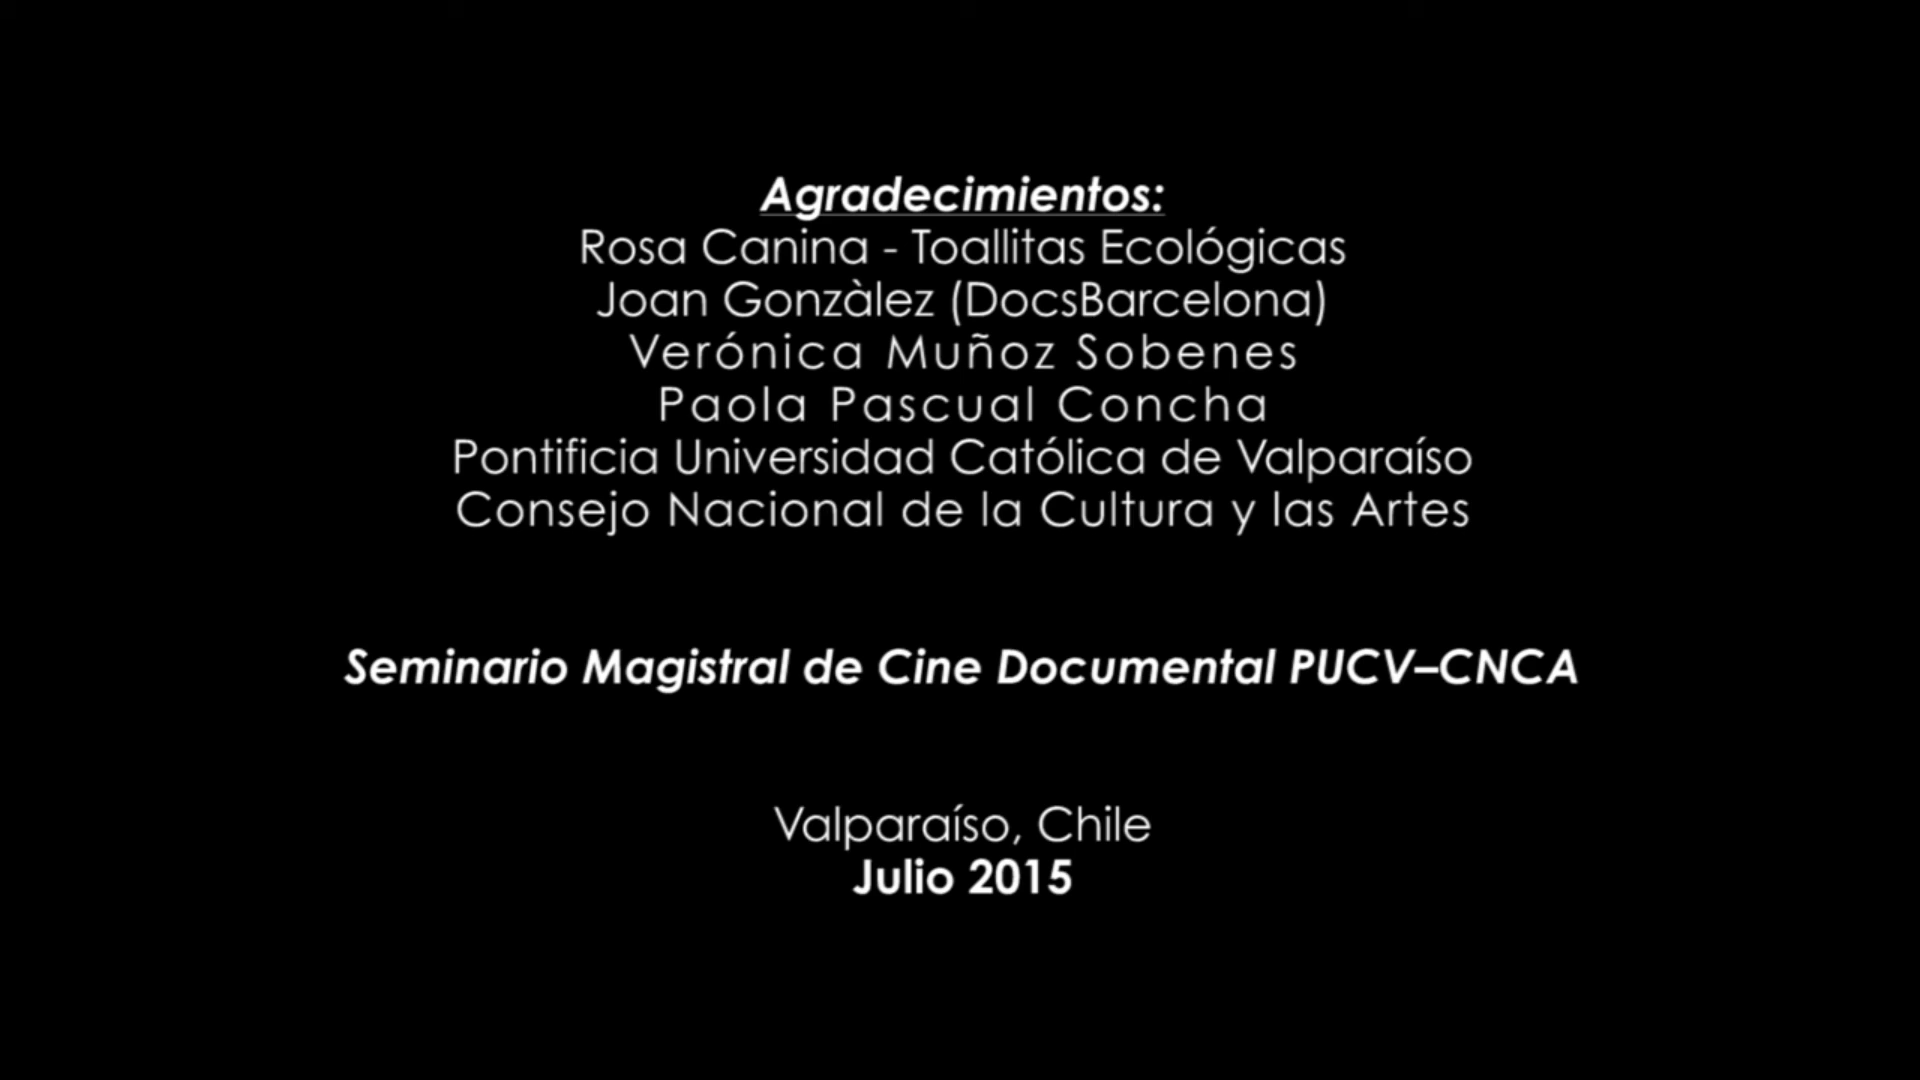 Agradecimientos:
Rosa Canina - Toallitas Ecológicas
Joan Gonzàlez (DocsBarcelona)
Verónica Muñoz Sobenes
Paola Pascual Concha
Pontificia Universidad Católica de Valparaíso
Consejo Nacional de la Cultura y las Artes
Seminario Magistral de Cine Documental PUCV–CNCA
Valparaíso, Chile
Julio 2015